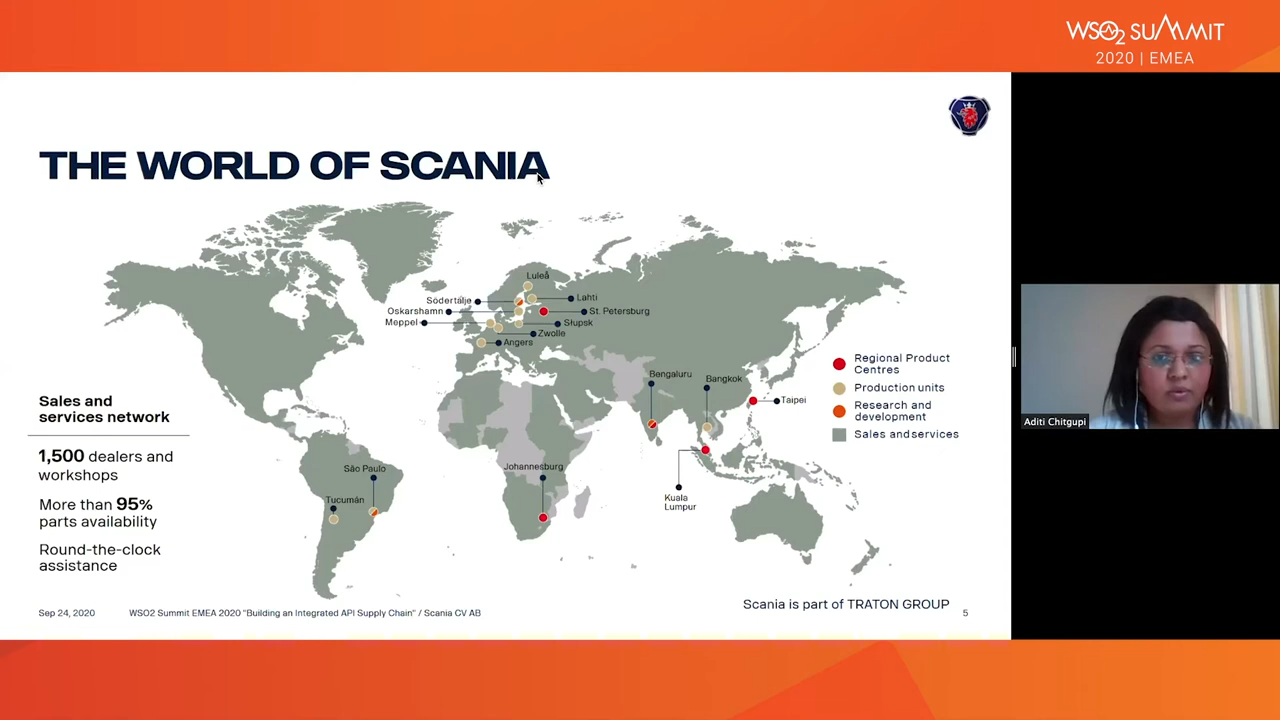 WSO2 SUMMIT
2020 | EMEA
THE WORLD OF SCANIA
Luleå
Södertälje
Lahti
Oskarshamn
St. Petersburg
Meppel
Słupsk
Zwolle
Angers
Bengaluru
Bangkok
Taipei
Kuala
Lumpur
Johannesburg
São Paulo
Tucumán
Regional Product
Centres
Production units
Research and
development
Sales and services
Sales and
services network
1,500 dealers and
workshops
More than 95%
parts availability
Round-the-clock
assistance
Scania is part of TRATON GROUP
Sep 24, 2020
WSO2 Summit EMEA 2020 "Building an Integrated API Supply Chain" / Scania CV AB
5
Aditi Chitgupi